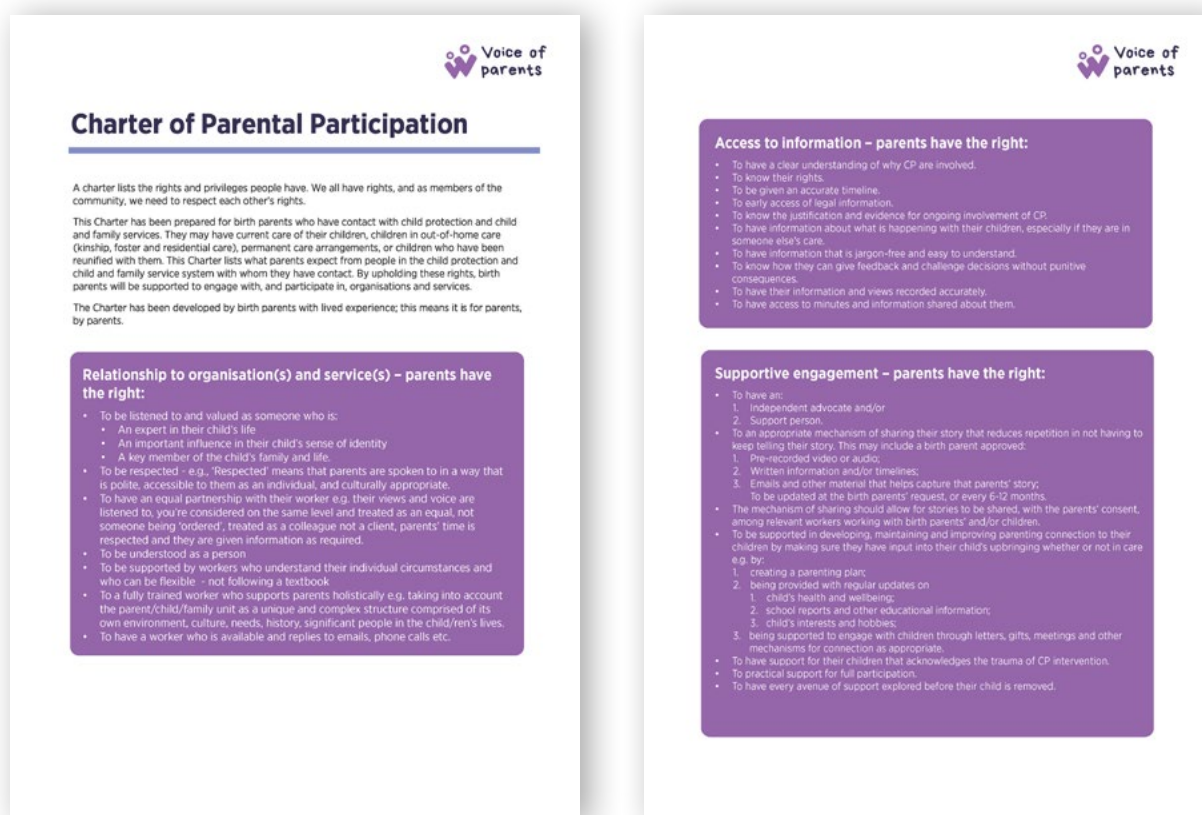 Voice of
parents
Charter of Parental Participation
A charter lists the rights and privileges people have. We all have rights, and as members of the
community, we need to respect each other's rights.
This Charter has been prepared for birth parents who have contact with child protection and child
and family services. They may have current care of their children, children in out-of-home care
(kinship, foster and residential care), permanent care arrangements, or children who have been
reunified with them. This Charter lists what parents expect from people in the child protection and
child and family service system with whom they have contact. By upholding these rights, birth
parents will be supported to engage with, and participate in, organisations and services.
The Charter has been developed by birth parents with lived experience; this means it is for parents,
by parents.
Relationship to organisation(s) and service(s) – parents have
the right:
• To be listened to and valued as someone who is:
• An expert in their child's life
• An important influence in their child's sense of identity
• A key member of the child's family and life.
• To be respected - e.g., 'Respected' means that parents are spoken to in a way that
is polite, accessible to them as an individual, and culturally appropriate.
• To have an equal partnership with their worker e.g. their views and voice are
listened to, you're considered on the same level and treated as an equal, not
someone being 'ordered', treated as a colleague not a client, parents' time is
respected and they are given information as required.
• To be understood as a person
• To be supported by workers who understand their individual circumstances and
who can be flexible - not following a textbook
• To a fully trained worker who supports parents holistically e.g. taking into account
the parent/child/family unit as a unique and complex structure comprised of its
own environment, culture, needs, history, significant people in the child/ren's lives.
• To have a worker who is available and replies to emails, phone calls etc.
Voice of
parents
Access to information – parents have the right:
• To have a clear understanding of why CP are involved.
• To know their rights.
• To be given an accurate timeline.
• To early access of legal information.
• To know the justification and evidence for ongoing involvement of CP.
• To have information about what is happening with their children, especially if they are in
someone else's care.
• To have information that is jargon-free and easy to understand.
• To know how they can give feedback and challenge decisions without punitive
consequences.
• To have their information and views recorded accurately.
• To have access to minutes and information shared about them.
Supportive engagement – parents have the right:
• To have an:
1. Independent advocate and/or
2. Support person.
• To an appropriate mechanism of sharing their story that reduces repetition in not having to
keep telling their story. This may include a birth parent approved:
1. Pre-recorded video or audio;
2. Written information and/or timelines;
3. Emails and other material that helps capture that parents' story;
To be updated at the birth parents' request, or every 6-12 months.
• The mechanism of sharing should allow for stories to be shared, with the parents' consent,
among relevant workers working with birth parents' and/or children.
• To be supported in developing, maintaining and improving parenting connection to their
children by making sure they have input into their child's upbringing whether or not in care
e.g. by:
1. creating a parenting plan;
2. being provided with regular updates on
1. child's health and wellbeing;
2. school reports and other educational information;
3. child's interests and hobbies;
3. being supported to engage with children through letters, gifts, meetings and other
mechanisms for connection as appropriate.
• To have support for their children that acknowledges the trauma of CP intervention.
• To practical support for full participation.
• To have every avenue of support explored before their child is removed.